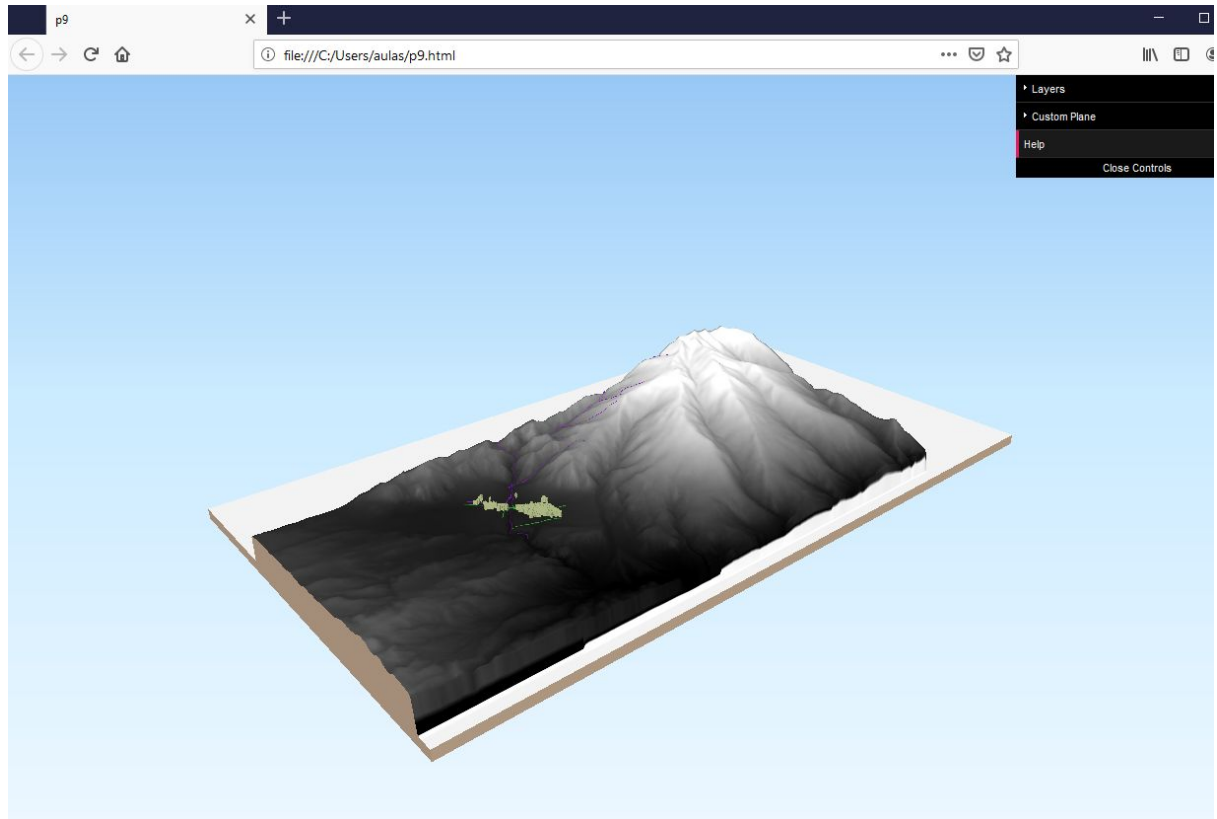 p9
file:///C:/Users/aulas/p9.html
Layers
Custom Plane
Help
Close Controls